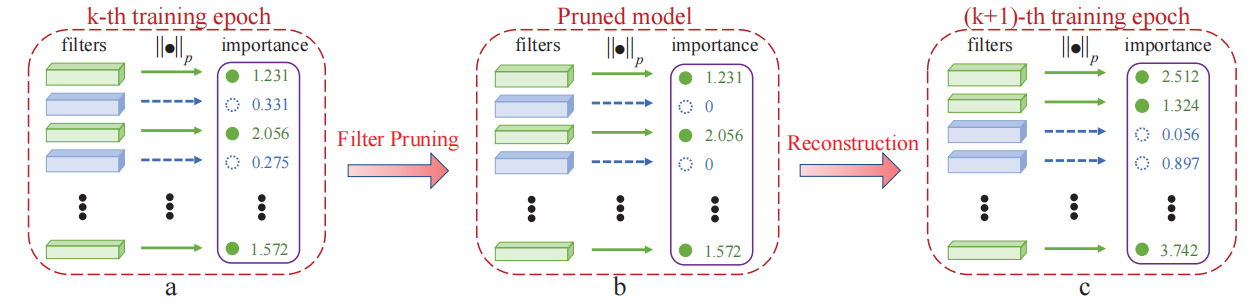 k-th training epoch
filters ||●||p importance
1.231
0.331
2.056
0.275
1.572
a
Filter Pruning
Pruned model
filters ||●||p importance
1.231
0
2.056
0
1.572
b
Reconstruction
(k+1)-th training epoch
filters ||●||p importance
2.512
1.324
0.056
0.897
3.742
c